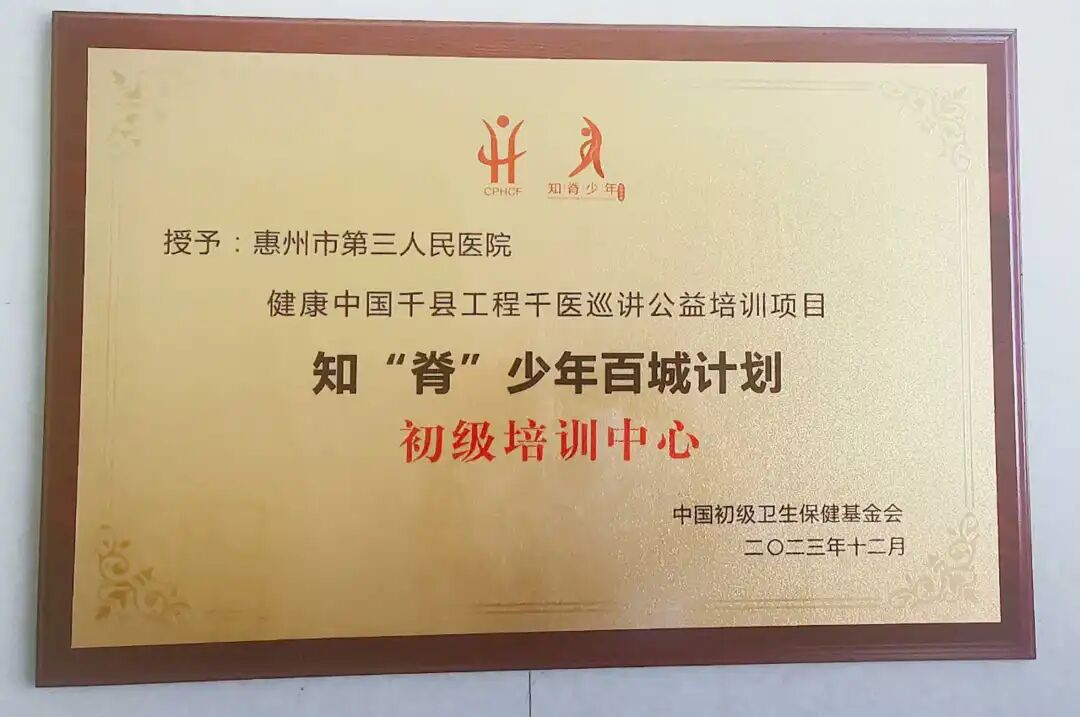 CPHCF
知脊少年
授予：惠州市第三人民医院
健康中国千县工程千医巡讲公益培训项目
知“脊”少年百城计划
初级培训中心
中国初级卫生保健基金会
二〇二三年十二月